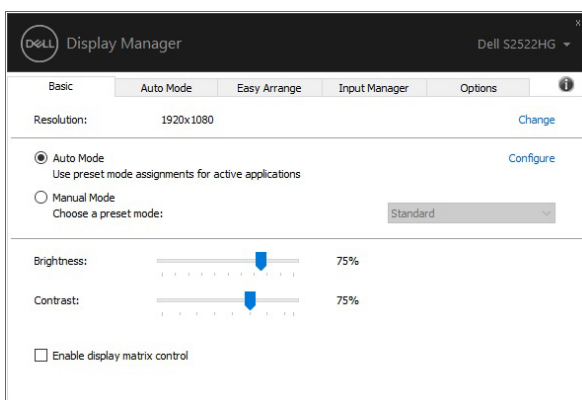 DELL Display Manager Dell S2522HG
x
Basic Auto Mode Easy Arrange Input Manager Options i
Resolution: 1920x1080 Change
Auto Mode Configure
Use preset mode assignments for active applications
Manual Mode
Choose a preset mode: Standard
Brightness: 75%
Contrast: 75%
Enable display matrix control